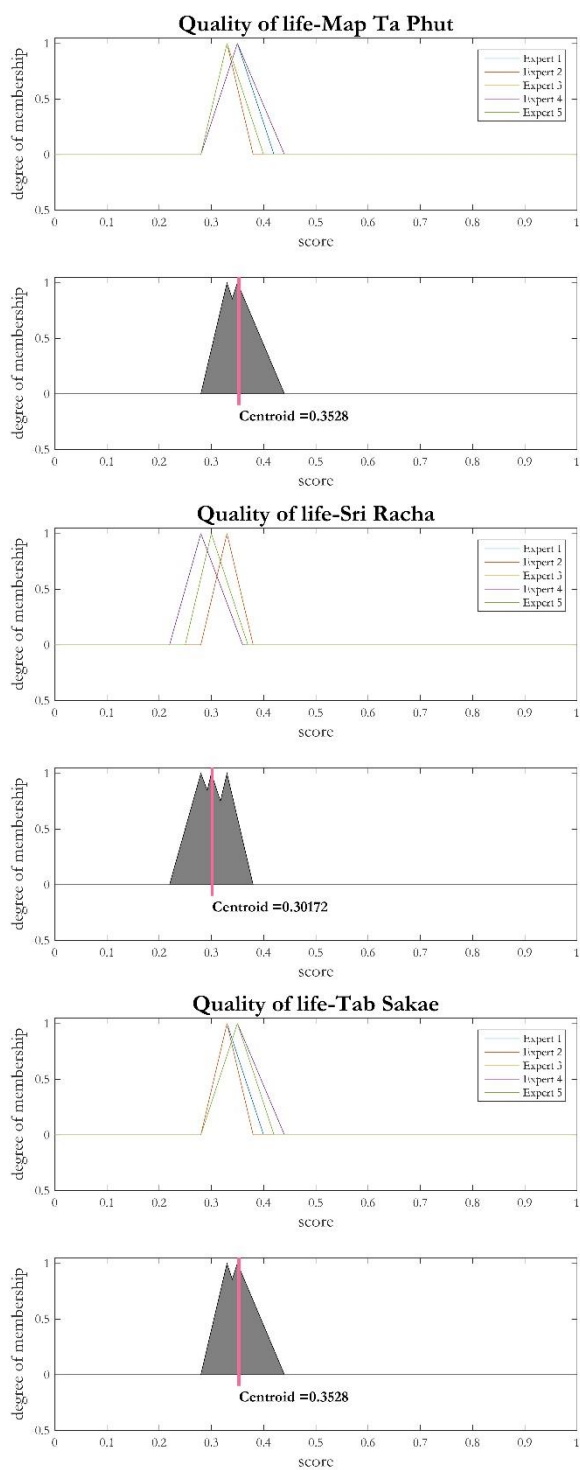 Quality of life-Map Ta Phut
1
0.5
0
0.5
degree of membership
Expert 1
Expert 2
Expert 3
Expert 4
Expert 5
0 0.1 0.2 0.3 0.4 0.5 0.6 0.7 0.8 0.9 1
score
1
0.5
0
0.5
degree of membership
Centroid =0.3528
0 0.1 0.2 0.3 0.4 0.5 0.6 0.7 0.8 0.9 1
score
Quality of life-Sri Racha
1
0.5
0
0.5
degree of membership
Expert 1
Expert 2
Expert 3
Expert 4
Expert 5
0 0.1 0.2 0.3 0.4 0.5 0.6 0.7 0.8 0.9 1
score
1
0.5
0
0.5
degree of membership
Centroid =0.30172
0 0.1 0.2 0.3 0.4 0.5 0.6 0.7 0.8 0.9 1
score
Quality of life-Tab Sakae
1
0.5
0
0.5
degree of membership
Expert 1
Expert 2
Expert 3
Expert 4
Expert 5
0 0.1 0.2 0.3 0.4 0.5 0.6 0.7 0.8 0.9 1
score
1
0.5
0
0.5
degree of membership
Centroid =0.3528
0 0.1 0.2 0.3 0.4 0.5 0.6 0.7 0.8 0.9 1
score